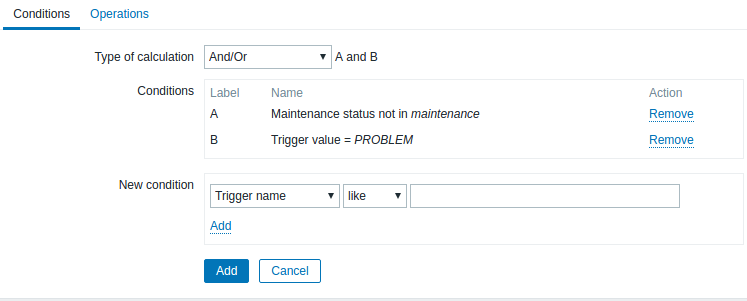 Conditions Operations
Type of calculation And/Or A and B
Conditions Label Name Action
A Maintenance status not in maintenance Remove
B Trigger value = PROBLEM Remove
New condition
Trigger name like
Add
Add Cancel